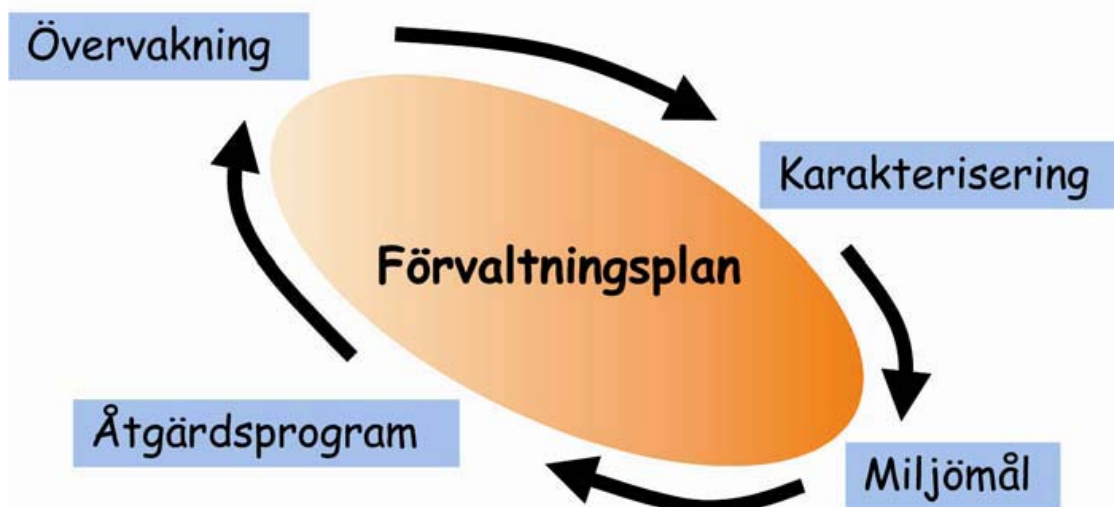 Övervakning
Karakterisering
Förvaltningsplan
Åtgärdsprogram
Miljömål